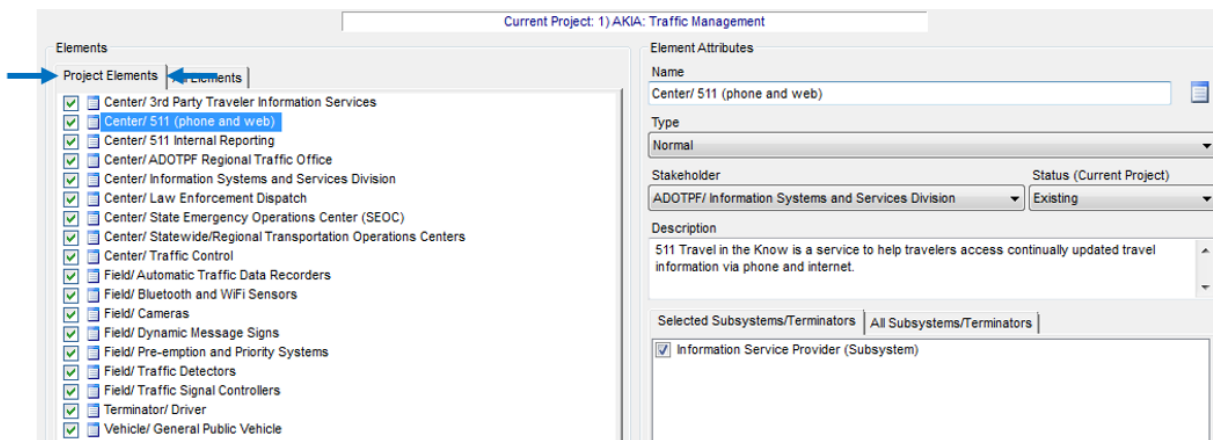 Current Project: 1) AKIA: Traffic Management
Elements
Project Elements
Elements
Center/ 3rd Party Traveler Information Services
Center/ 511 (phone and web)
Center/ 511 Internal Reporting
Center/ ADOTPF Regional Traffic Office
Center/ Information Systems and Services Division
Center/ Law Enforcement Dispatch
Center/ State Emergency Operations Center (SEOC)
Center/ Statewide/Regional Transportation Operations Centers
Center/ Traffic Control
Field/ Automatic Traffic Data Recorders
Field/ Bluetooth and WiFi Sensors
Field/ Cameras
Field/ Dynamic Message Signs
Field/ Pre-emption and Priority Systems
Field/ Traffic Detectors
Field/ Traffic Signal Controllers
Terminator/ Driver
Vehicle/ General Public Vehicle
Element Attributes
Name
Center/ 511 (phone and web)
Type
Normal
Stakeholder
Status (Current Project)
ADOTPF/ Information Systems and Services Division
Existing
Description
511 Travel in the Know is a service to help travelers access continually updated travel
information via phone and internet.
Selected Subsystems/Terminators
All Subsystems/Terminators
Information Service Provider (Subsystem)